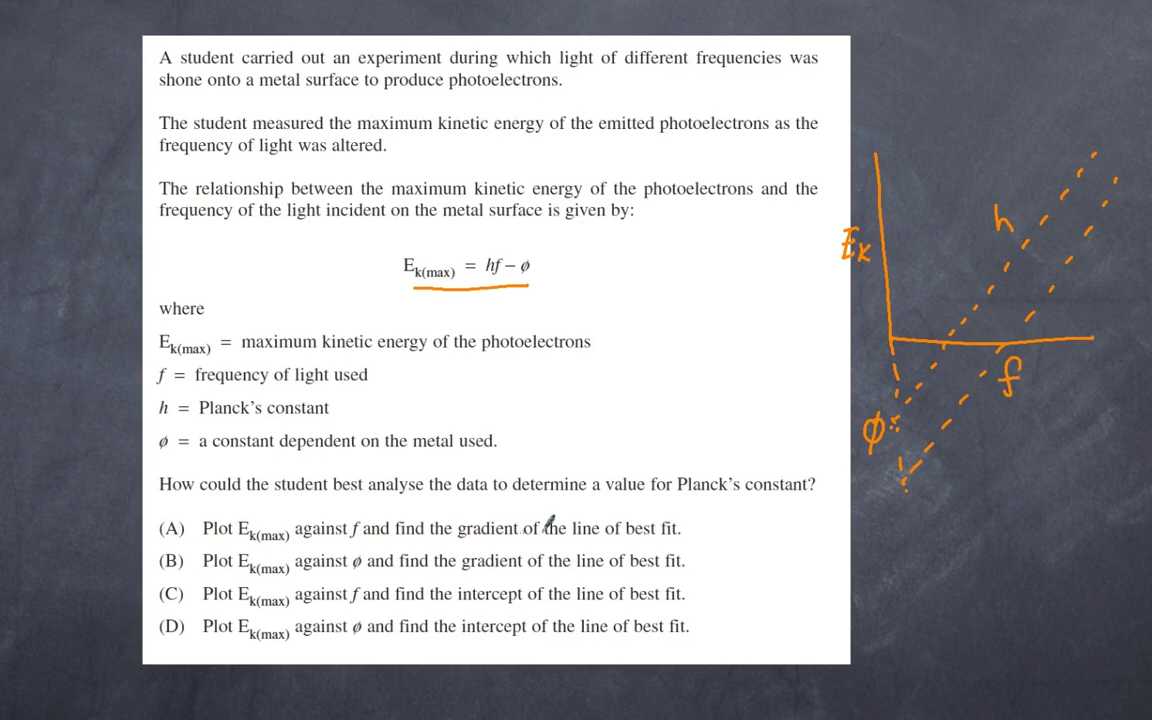 A student carried out an experiment during which light of different frequencies was
shone onto a metal surface to produce photoelectrons.
The student measured the maximum kinetic energy of the emitted photoelectrons as the
frequency of light was altered.
The relationship between the maximum kinetic energy of the photoelectrons and the
frequency of the light incident on the metal surface is given by:
E_k(max) = hf – ø
where
E_k(max) = maximum kinetic energy of the photoelectrons
f = frequency of light used
h = Planck's constant
ø = a constant dependent on the metal used.
How could the student best analyse the data to determine a value for Planck's constant?
(A) Plot E_k(max) against f and find the gradient of the line of best fit.
(B) Plot E_k(max) against ø and find the gradient of the line of best fit.
(C) Plot E_k(max) against f and find the intercept of the line of best fit.
(D) Plot E_k(max) against ø and find the intercept of the line of best fit.
h
Ek
f
ϕ